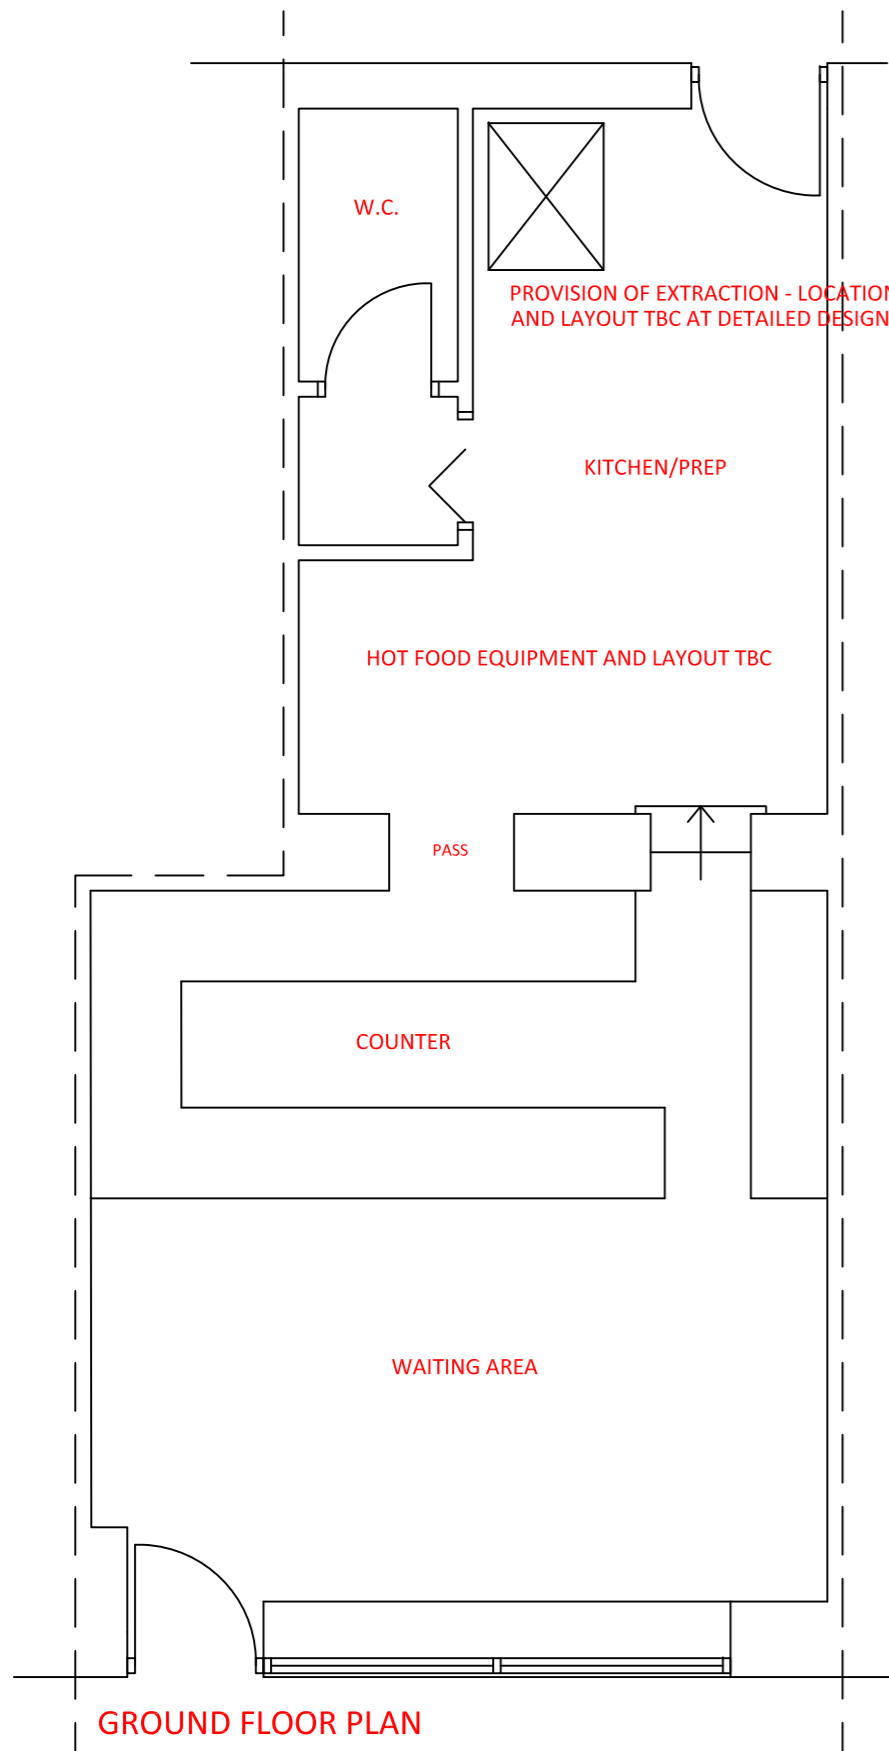 W.C.
PROVISION OF EXTRACTION - LOCATION
AND LAYOUT TBC AT DETAILED DESIGN
KITCHEN/PREP
HOT FOOD EQUIPMENT AND LAYOUT TBC
PASS
COUNTER
WAITING AREA
GROUND FLOOR PLAN